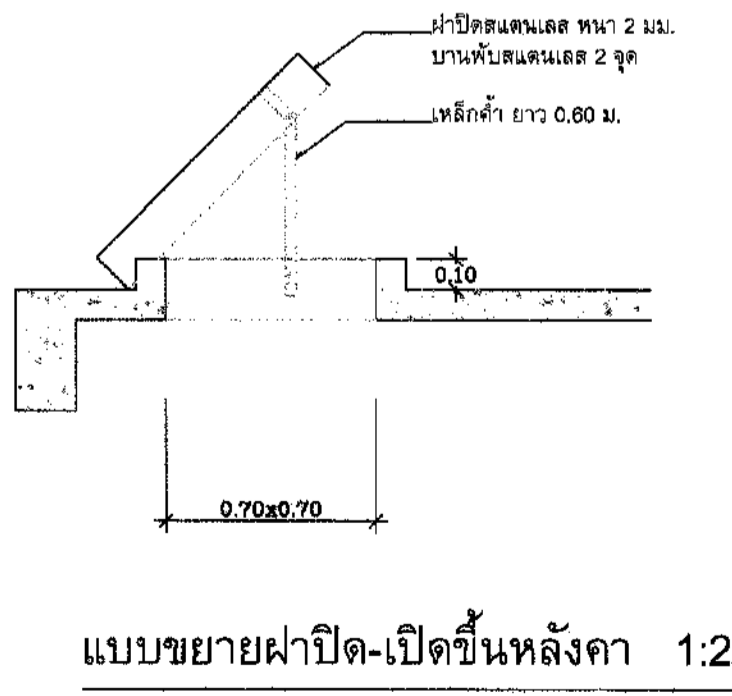 ฝาปิดสแตนเลส หนา 2 มม.
บานพับสแตนเลส 2 จุด
เหล็กค้ำ ยาว 0.60 ม.
0.10
0.70x0.70
แบบขยายฝาปิด-เปิดขึ้นหลังคา 1:2